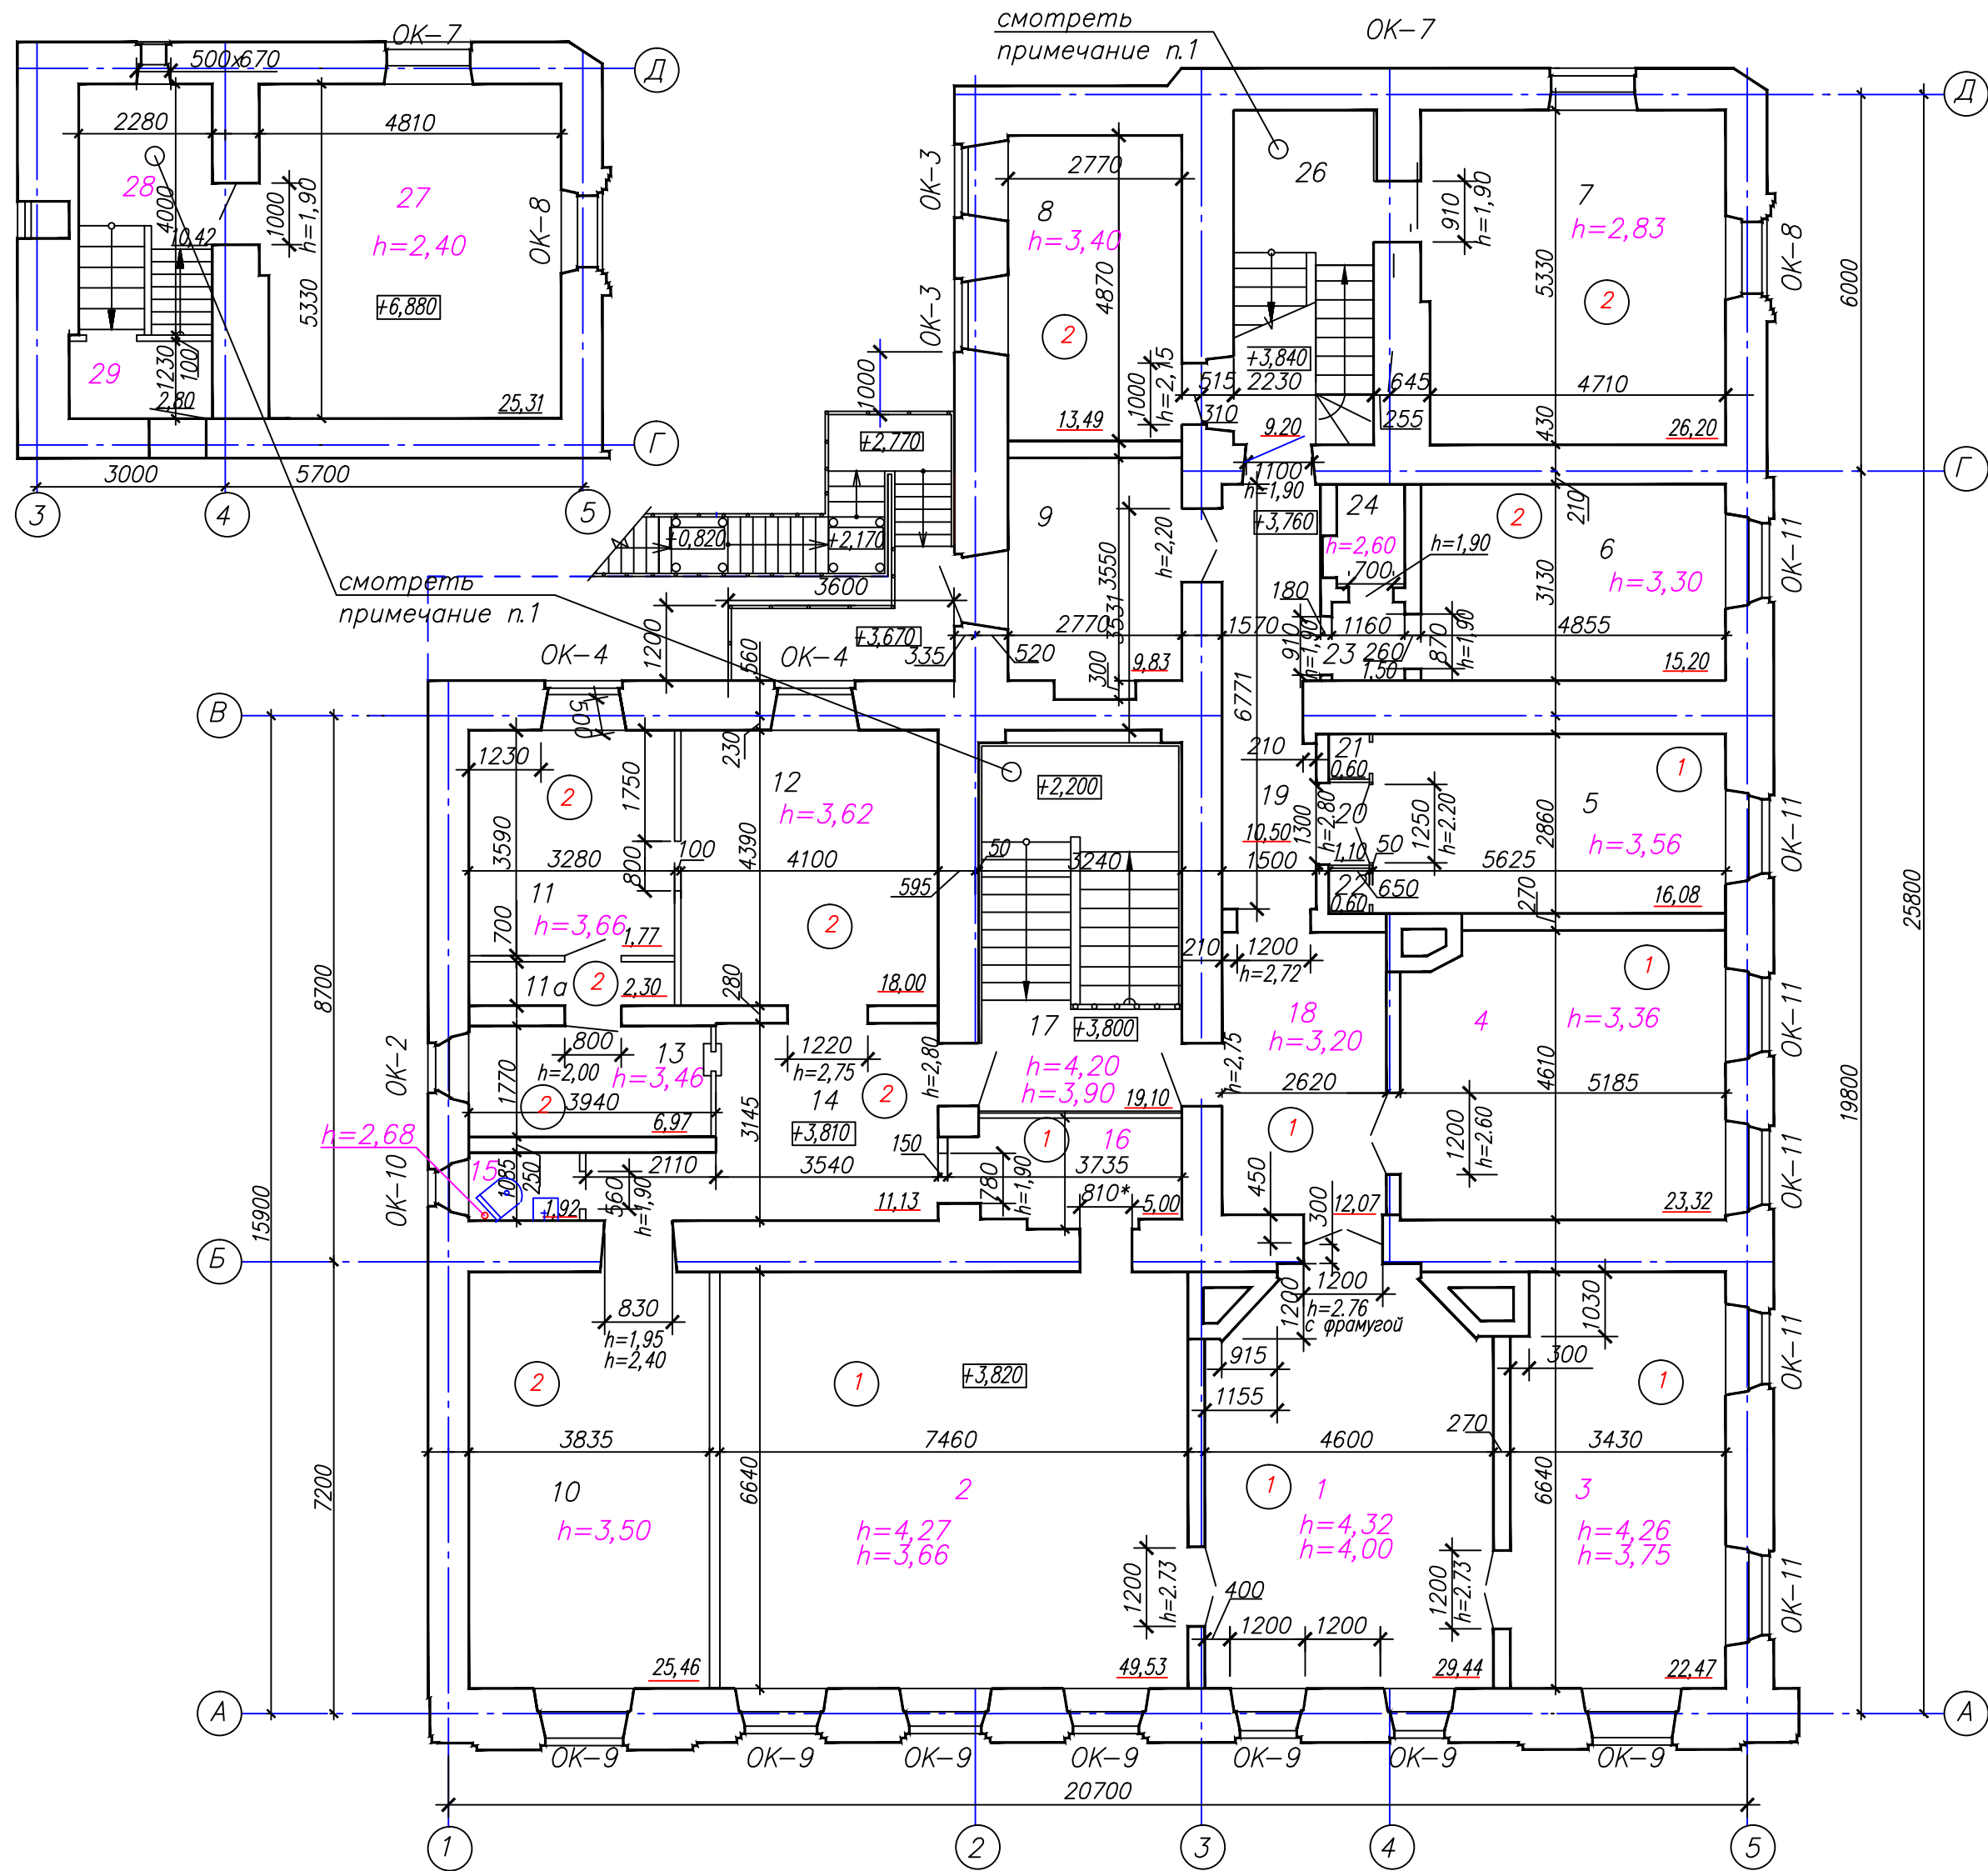 ОК-7
500х670
Д
2280
4810
28
4000
10,42
1000
h=1,90
27
h=2,40
ОК-8
+6,880
5330
29
1230
100
2,80
25,31
Г
3000
5700
3
4
5
смотреть
примечание п.1
ОК-7
Д
ОК-3
2770
8
h=3,40
26
910
h=1,90
7
h=2,83
ОК-8
4870
5330
2
6000
ОК-3
2
+3,840
1000
h=2,15
515
2230
645
4710
310
255
13,49
9,20
430
26,20
1000
+2,770
Г
1100
h=1,90
24
2
210
9
h=2,20
+3,760
h=2,60
h=1,90
6
h=3,30
ОК-11
+0,820
+2,170
700
3130
3550
3531
смотреть
примечание п.1
3600
180
1200
+3,670
335
520
2770
1570
910
h=1,90
1160
870
h=1,90
4855
23
260
1,50
15,20
300
9,83
ОК-4
ОК-4
560
6771
В
500
230
1230
1750
2
12
h=3,62
+2,200
210
21
0,60
1
19
1300
h=2.80
20
1250
h=2.20
5
h=3,56
ОК-11
3590
3280
800
100
4390
4100
50
3240
10,50
1,10
50
2860
5625
595
1500
22
650
0,60
270
16,08
25800
11
h=3,66
700
1,77
2
210
1200
h=2,72
1
8700
11а
2
2,30
280
18,00
17
+3,800
h=4,20
h=3,90
18
h=3,20
4
h=3,36
ОК-11
ОК-2
800
h=2,00
13
h=3,46
1220
h=2,75
h=2,80
h=2,75
1770
2
3940
6,97
14
2
+3,810
3145
19,10
2620
4610
5185
19800
h=2,68
1
16
1
1200
h=2.60
ОК-11
ОК-10
15
1085
250
1,92
2110
560
h=1,90
3540
150
780
h=1,90
3735
810*
450
300
11,13
5,00
12,07
23,32
15900
Б
830
h=1,95
h=2,40
1200
1200
h=2.76
с фрамугой
1030
ОК-11
2
1
+3,820
915
1155
300
1
270
3835
7460
4600
3430
7200
10
h=3,50
6640
2
h=4,27
h=3,66
1
1
h=4,32
h=4,00
6640
3
h=4,26
h=3,75
1200
h=2.73
400
1200
1200
1200
h=2.73
ОК-11
25,46
49,53
29,44
22,47
А
А
ОК-9
ОК-9
ОК-9
ОК-9
ОК-9
ОК-9
ОК-9
20700
1
2
3
4
5